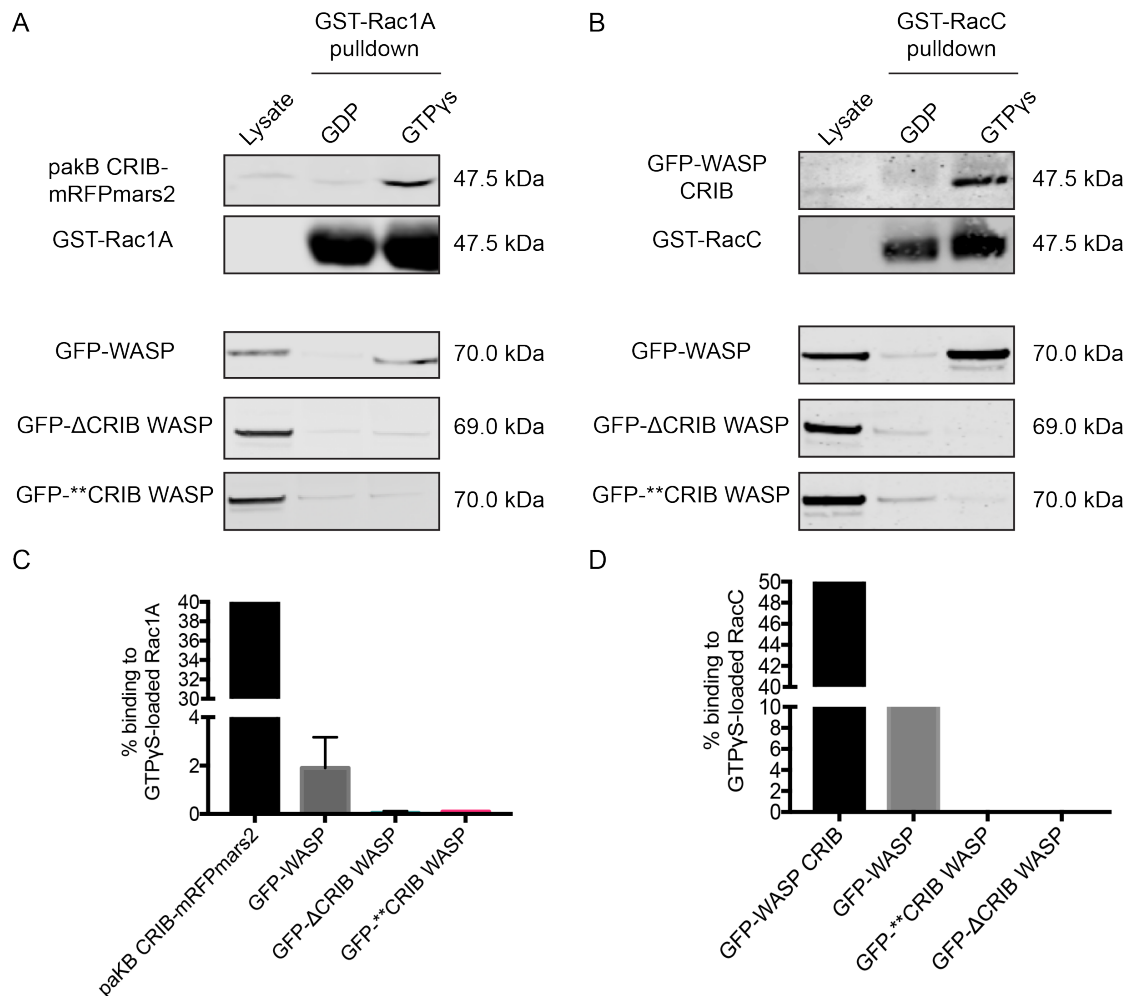 A
GST-Rac1A
pulldown
Lysate
GDP
GTPγs
pakB CRIB-
mRFPmars2
47.5 kDa
GST-Rac1A
47.5 kDa
GFP-WASP
70.0 kDa
GFP-ΔCRIB WASP
69.0 kDa
GFP-**CRIB WASP
70.0 kDa
B
GST-RacC
pulldown
Lysate
GDP
GTPγs
GFP-WASP
CRIB
47.5 kDa
GST-RacC
47.5 kDa
GFP-WASP
70.0 kDa
GFP-ΔCRIB WASP
69.0 kDa
GFP-**CRIB WASP
70.0 kDa
C
% binding to
GTPγS-loaded Rac1A
40
38
36
34
32
30
4
2
0
paKB CRIB-mRFPmars2
GFP-WASP
GFP-ΔCRIB WASP
GFP-**CRIB WASP
D
% binding to
GTPγS-loaded RacC
50
48
46
44
42
40
10
8
6
4
2
0
GFP-WASP CRIB
GFP-WASP
GFP-**CRIB WASP
GFP-ΔCRIB WASP